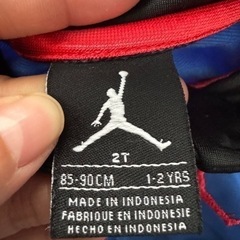 2T
85-90CM 1-2 YRS
MADE IN INDONESIA
FABRIQUE EN INDONESIE
HECHO EN INDONESIA